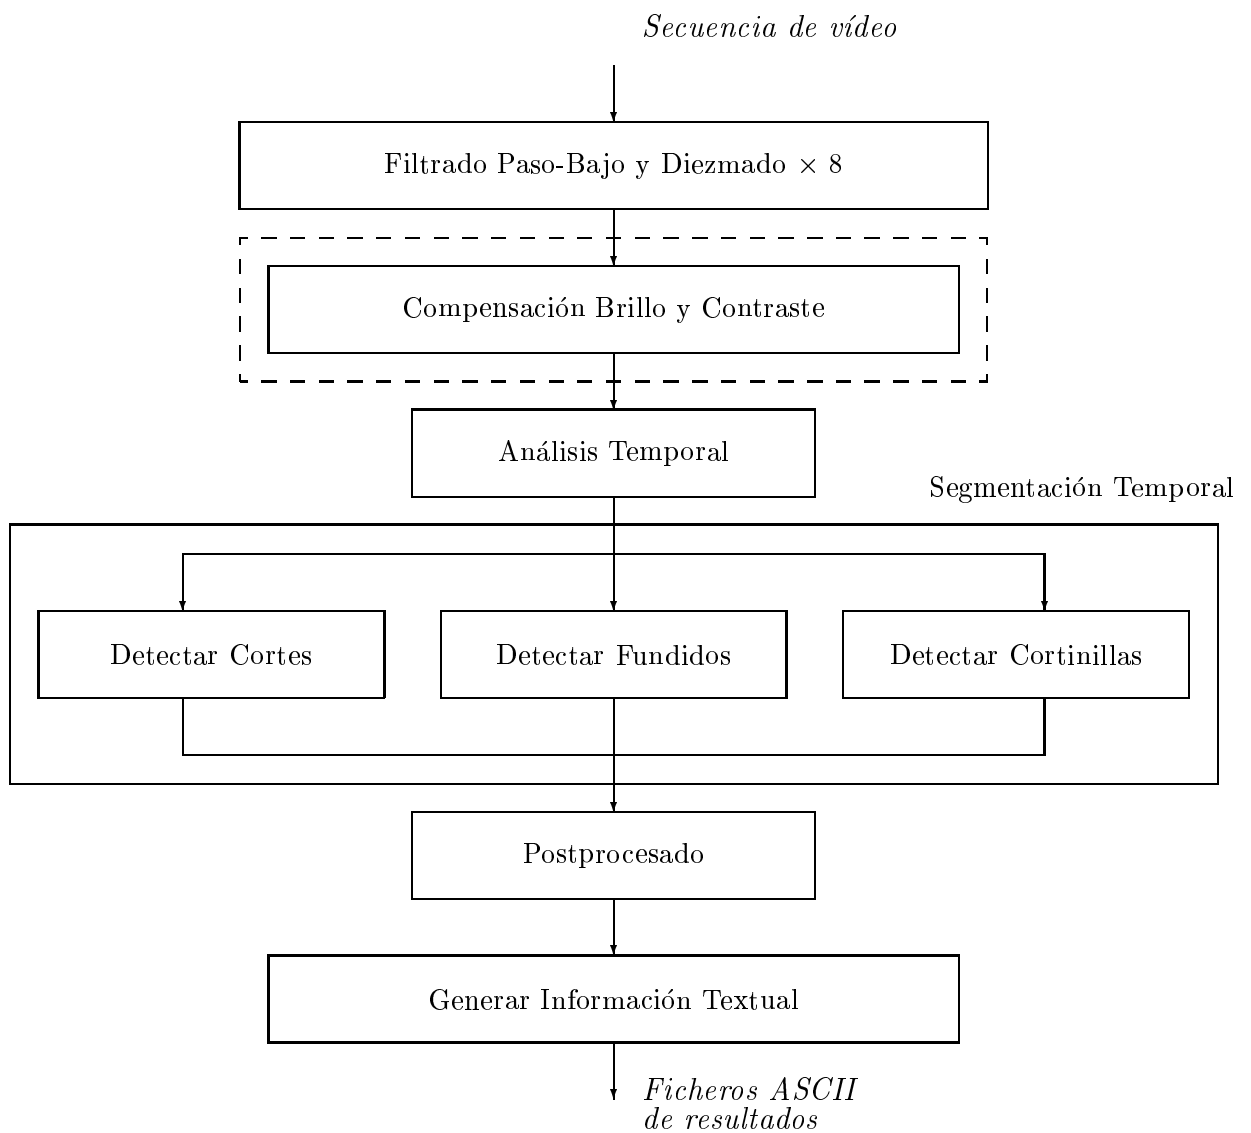 Secuencia de vídeo
Filtrado Paso-Bajo y Diezmado × 8
Compensación Brillo y Contraste
Análisis Temporal
Segmentación Temporal
Detectar Cortes
Detectar Fundidos
Detectar Cortinillas
Postprocesado
Generar Información Textual
Ficheros ASCII
de resultados